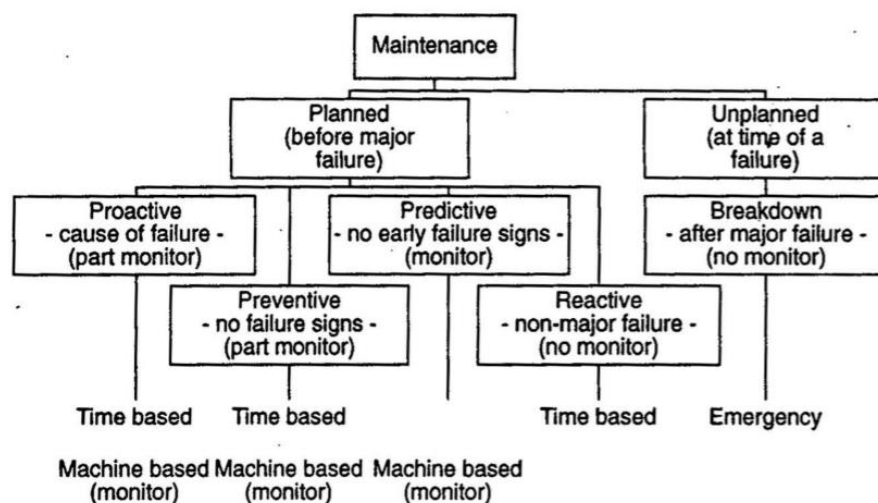 Maintenance
Planned
(before major
failure)
Unplanned
(at time of a
failure)
Proactive
- cause of failure -
(part monitor)
Predictive
- no early failure signs -
(monitor)
Breakdown
- after major failure -
(no monitor)
Preventive
- no failure signs -
(part monitor)
Reactive
- non-major failure -
(no monitor)
Time based
Time based
Time based
Emergency
Machine based
(monitor)
Machine based
(monitor)
Machine based
(monitor)